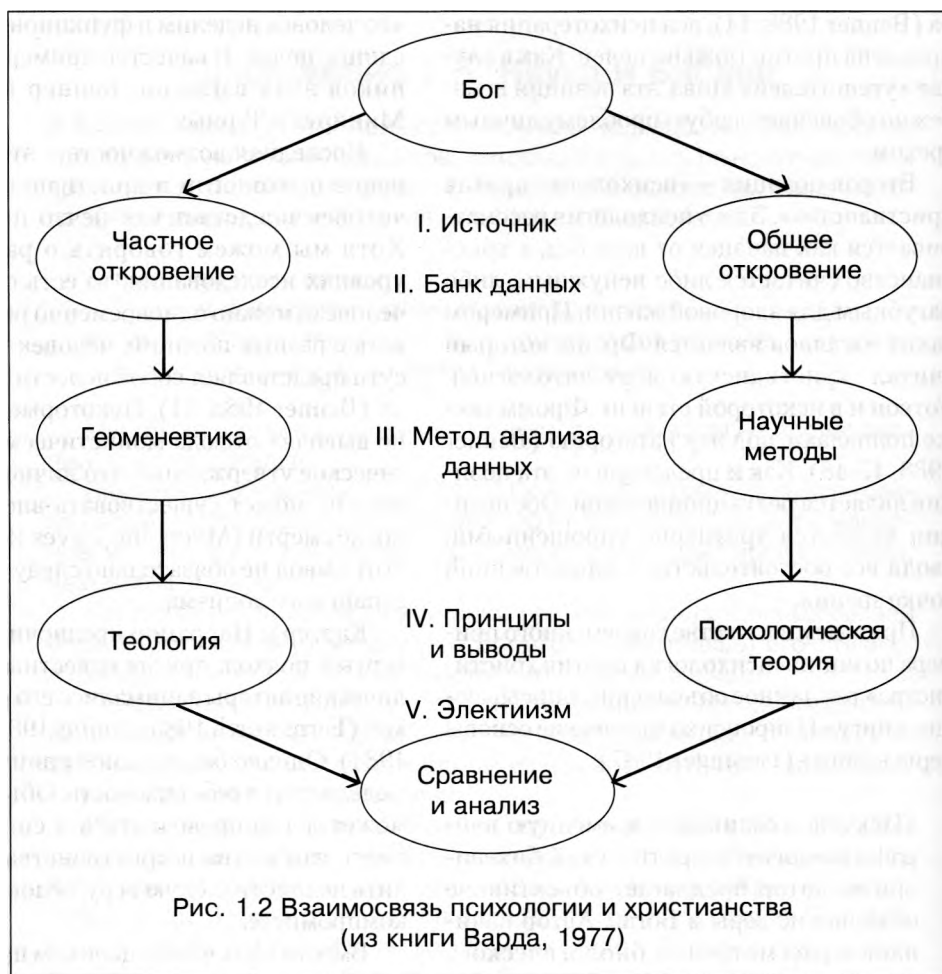 Бог
Частное
откровение
I. Источник
II. Банк данных
Общее
откровение
Герменевтика
III. Метод анализа
данных
Научные
методы
Теология
IV. Принципы
и выводы
Психологическая
теория
V. Эклектизм
Сравнение
и анализ
Рис. 1.2 Взаимосвязь психологии и христианства
(из книги Варда, 1977)